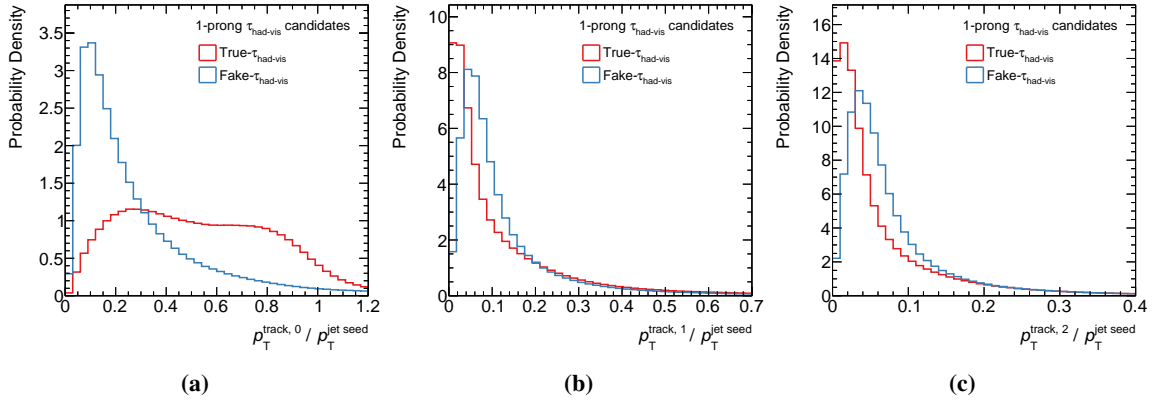 Probability Density
3.5
3
2.5
2
1.5
1
0.5
0
0 0.2 0.4 0.6 0.8 1 1.2
1-prong τhad-vis candidates
True-τhad-vis
Fake-τhad-vis
pTtrack, 0 / pTjet seed
(a)
Probability Density
10
8
6
4
2
0
0 0.1 0.2 0.3 0.4 0.5 0.6 0.7
1-prong τhad-vis candidates
True-τhad-vis
Fake-τhad-vis
pTtrack, 1 / pTjet seed
(b)
Probability Density
16
14
12
10
8
6
4
2
0
0 0.1 0.2 0.3 0.4
1-prong τhad-vis candidates
True-τhad-vis
Fake-τhad-vis
pTtrack, 2 / pTjet seed
(c)